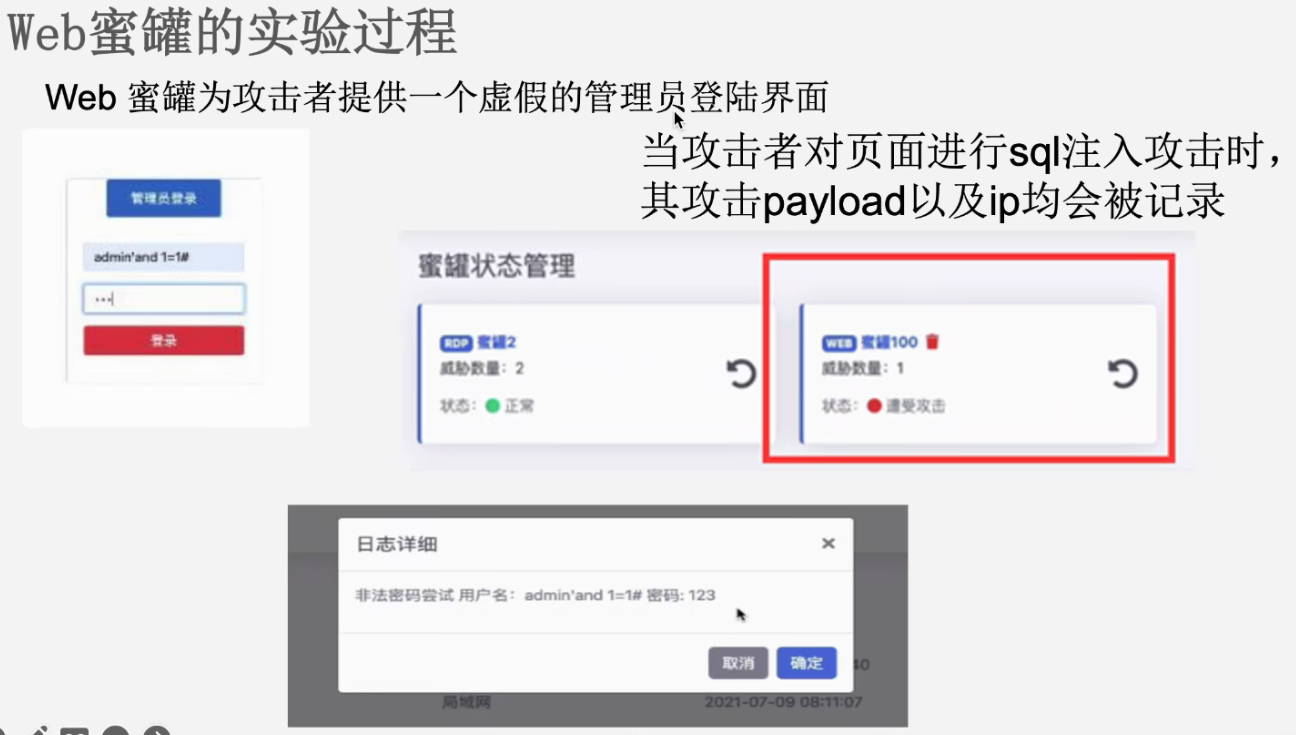 Web蜜罐的实验过程
Web 蜜罐为攻击者提供一个虚假的管理员登陆界面
当攻击者对页面进行sql注入攻击时，
其攻击payload以及ip均会被记录
管理员登录
admin'and 1=1#
•••
登录
蜜罐状态管理
RDP 蜜罐2
威胁数量：2
状态： 正常
WEB 蜜罐100
威胁数量：1
状态： 遭受攻击
日志详细 ×
非法密码尝试 用户名：admin'and 1=1# 密码: 123
取消 确定
40
局域网 2021-07-09 08:11:07